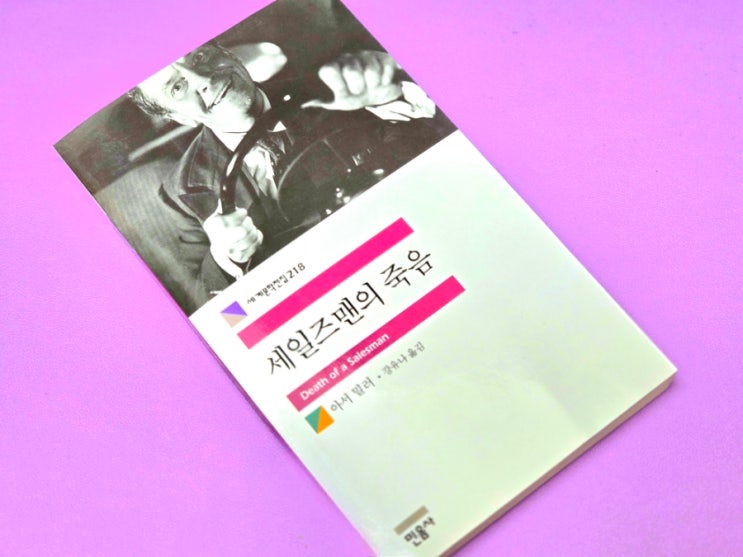 세계문학전집 218
세일즈맨의 죽음
Death of a Salesman
아서 밀러 · 강유나 옮김
민음사